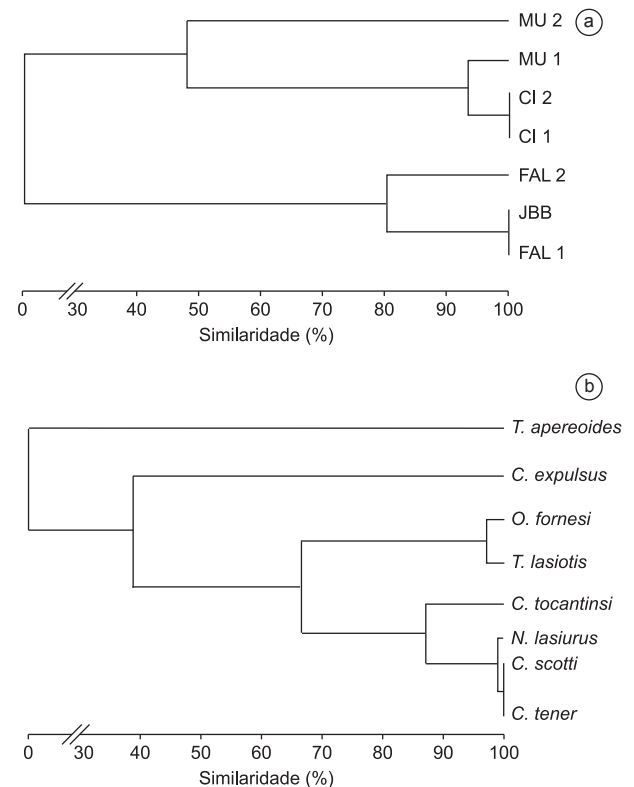 MU 2
a
MU 1
CI 2
CI 1
FAL 2
JBB
FAL 1
0 30 40 50 60 70 80 90 100
Similaridade (%)
b
T. apereoides
C. expulsus
O. fornesi
T. lasiotis
C. tocantinsi
N. lasiurus
C. scotti
C. tener
0 30 40 50 60 70 80 90 100
Similaridade (%)